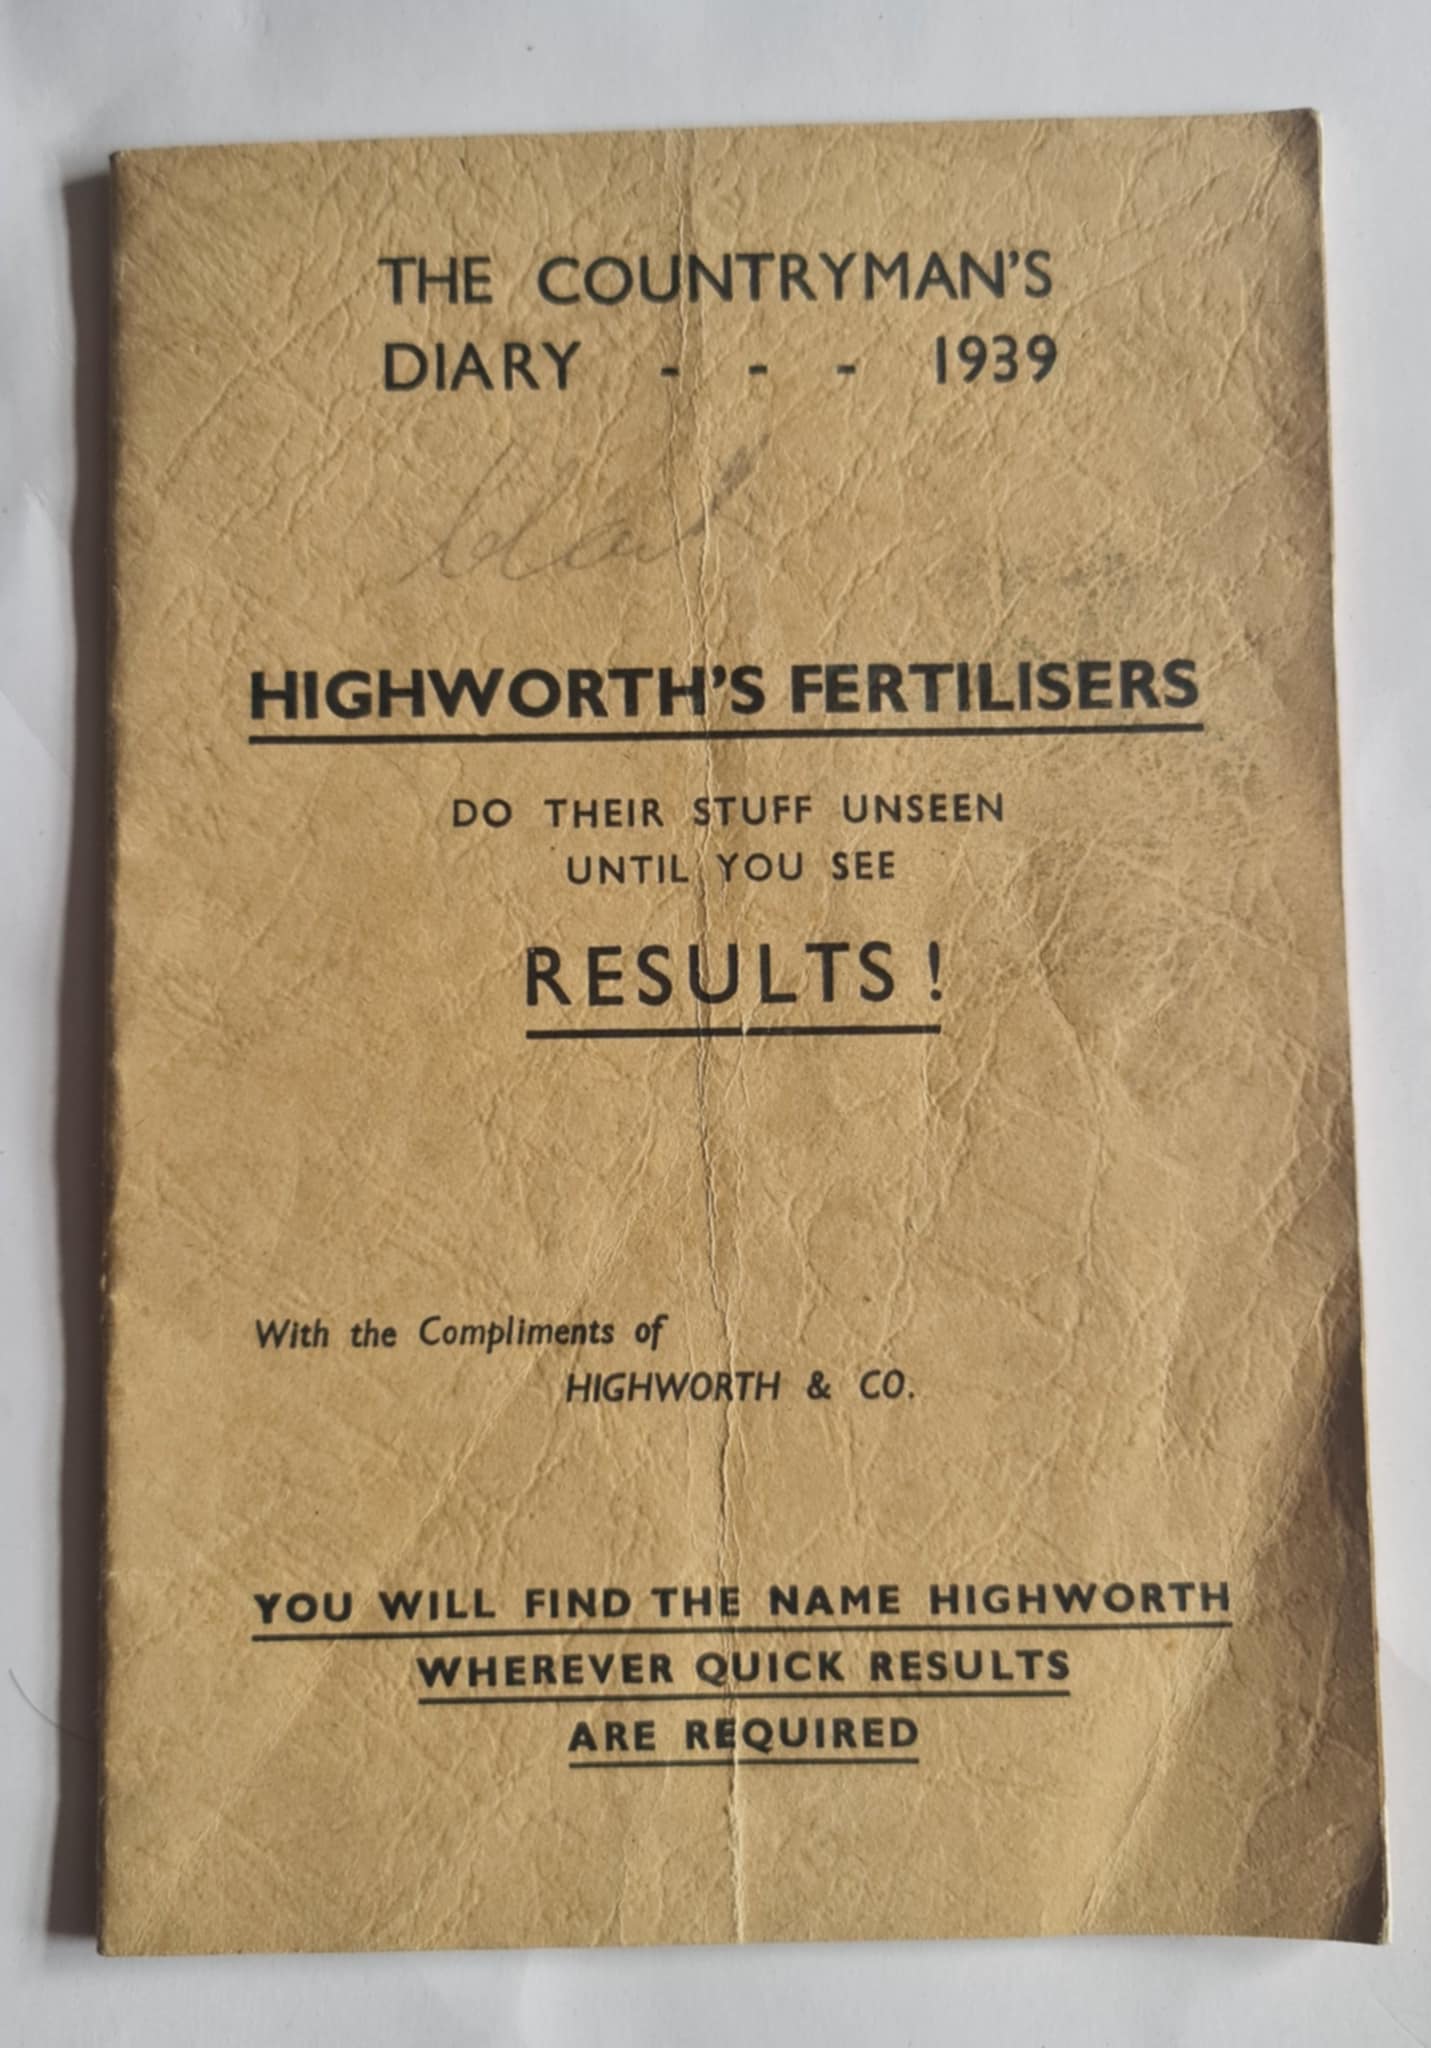 THE COUNTRYMAN'S
DIARY - - - 1939
HIGHWORTH'S FERTILISERS
DO THEIR STUFF UNSEEN
UNTIL YOU SEE
RESULTS !
With the Compliments of
HIGHWORTH & CO.
YOU WILL FIND THE NAME HIGHWORTH
WHEREVER QUICK RESULTS
ARE REQUIRED